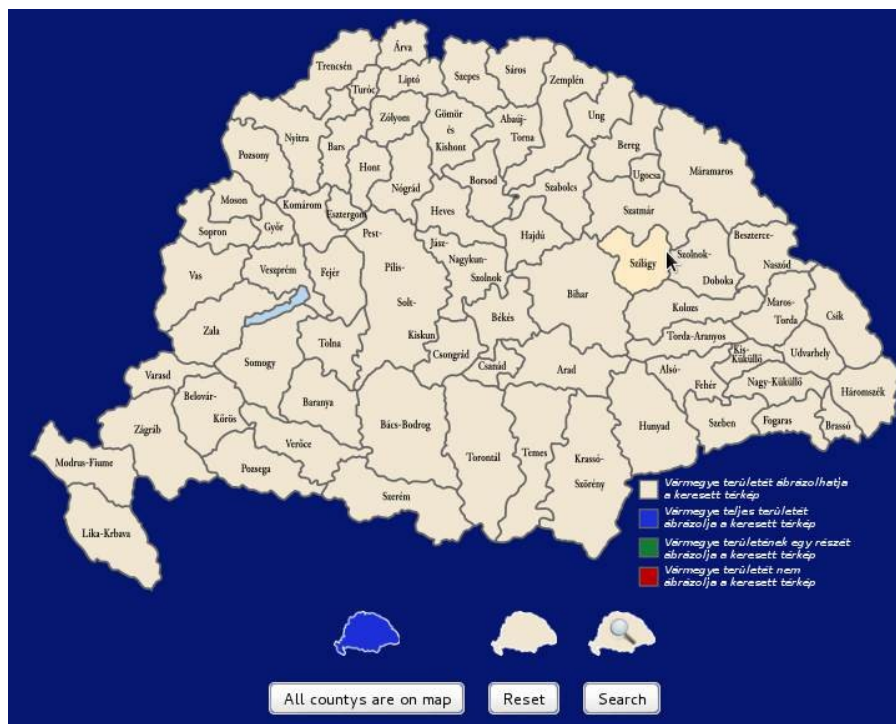 Árva
Trencsén
Liptó
Szepes
Sáros
Zemplén
Turóc
Zólyom
Gömör
és
Kishont
Abaúj-
Torna
Ung
Nyitra
Bars
Bereg
Pozsony
Hont
Borsod
Ugocsa
Máramaros
Nógrád
Szabolcs
Moson
Komárom
Esztergom
Heves
Szatmár
Győr
Sopron
Pest-
Pilis-
Solt-
Kiskun
Jász-
Nagykun-
Szolnok
Hajdú
Szilágy
Szolnok-
Doboka
Besztercze-
Naszód
Vas
Veszprém
Fejér
Bihar
Kolozs
Maros-
Torda
Csík
Zala
Tolna
Békés
Csongrád
Torda-Aranyos
Kis-
Küküllő
Udvarhely
Somogy
Csanád
Arad
Alsó-
Fehér
Nagy-Küküllő
Háromszék
Varasd
Belovár-
Kőrös
Baranya
Zágráb
Bács-Bodrog
Hunyad
Szeben
Fogaras
Brassó
Verőce
Torontál
Temes
Krassó-
Szörény
Modrus-Fiume
Pozsega
Szerém
Lika-Krbava
Vármegye területét ábrázolhatja
a keresett térkép
Vármegye teljes területét
ábrázolja a keresett térkép
Vármegye területének egy részét
ábrázolja a keresett térkép
Vármegye területét nem
ábrázolja a keresett térkép
All countys are on map
Reset
Search